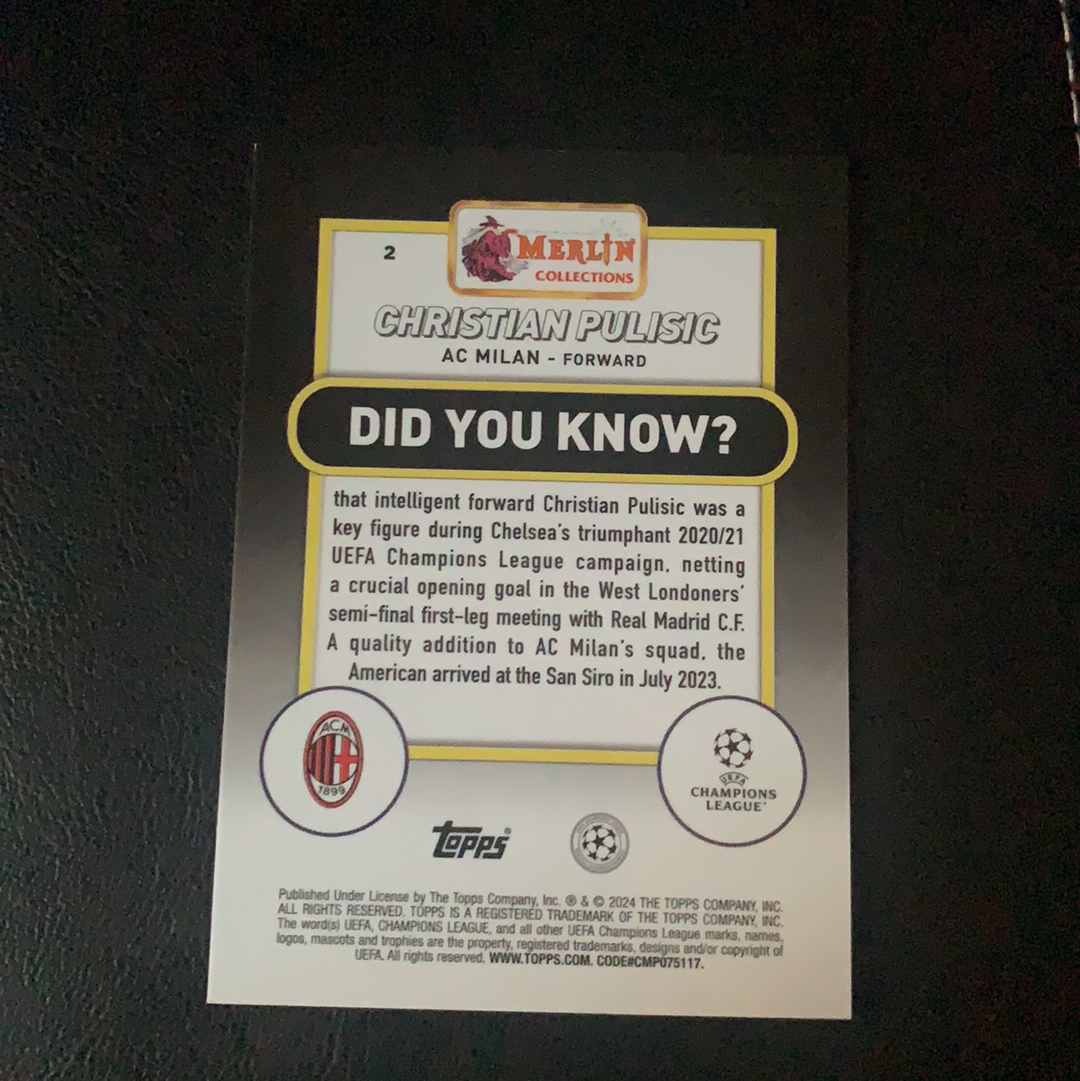 2
MERLIN
COLLECTIONS
CHRISTIAN PULISIC
AC MILAN - FORWARD
DID YOU KNOW?
that intelligent forward Christian Pulisic was a
key figure during Chelsea's triumphant 2020/21
UEFA Champions League campaign, netting
a crucial opening goal in the West Londoners'
semi-final first-leg meeting with Real Madrid C.F.
A quality addition to AC Milan's squad, the
American arrived at the San Siro in July 2023.
ACM
1899
UEFA
CHAMPIONS
LEAGUE
Topps®
Published Under License by The Topps Company, Inc. ® & © 2024 THE TOPPS COMPANY, INC.
ALL RIGHTS RESERVED. TOPPS IS A REGISTERED TRADEMARK OF THE TOPPS COMPANY, INC.
The word(s) UEFA, CHAMPIONS LEAGUE, and all other UEFA Champions League marks, names,
logos, mascots and trophies are the property, registered trademarks, designs and/or copyright of
UEFA. All rights reserved. WWW.TOPPS.COM. CODE#CMP075117.